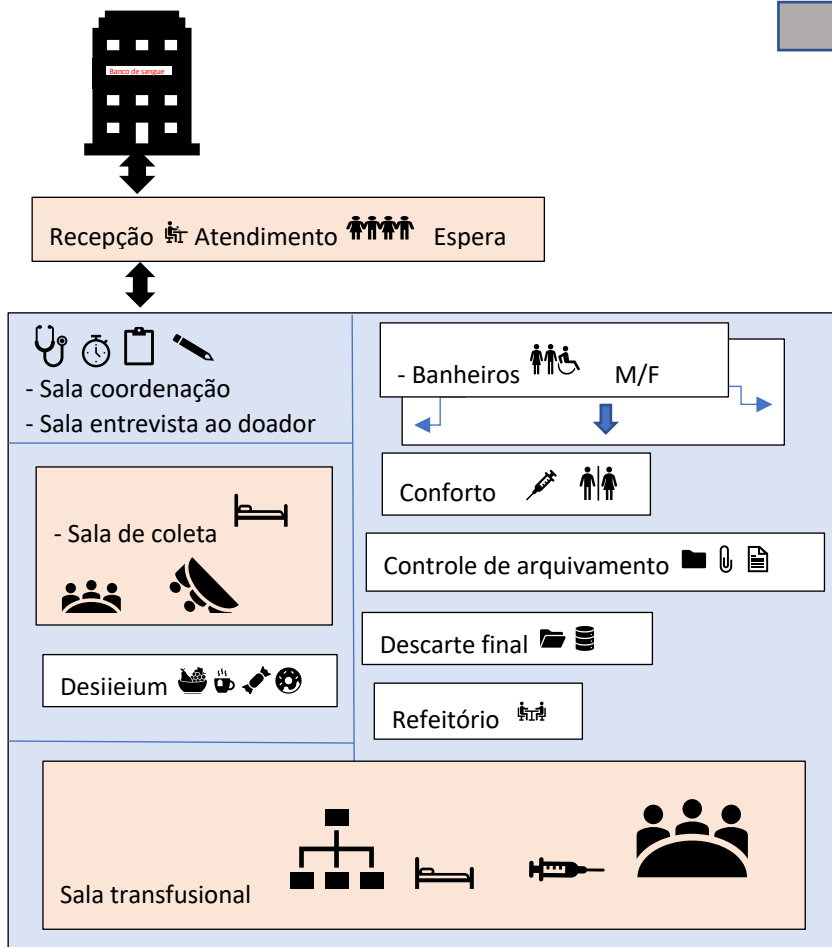 Banco de sangue
Recepção Atendimento Espera
- Sala coordenação
- Sala entrevista ao doador
- Banheiros M/F
Conforto
- Sala de coleta
Controle de arquivamento
Descarte final
Desiieium
Refeitório
Sala transfusional